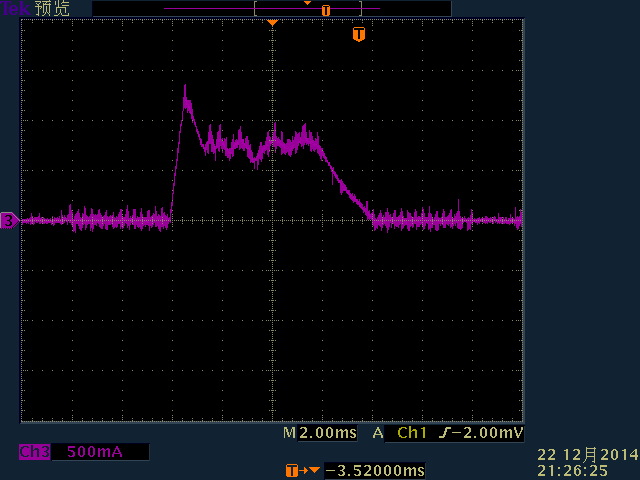 Tek 预览
T
T
3
M 2.00ms A Ch1 ʃ −2.00mV
Ch3 500mA
T→▼ −3.52000ms
22 12月 2014
21:26:25